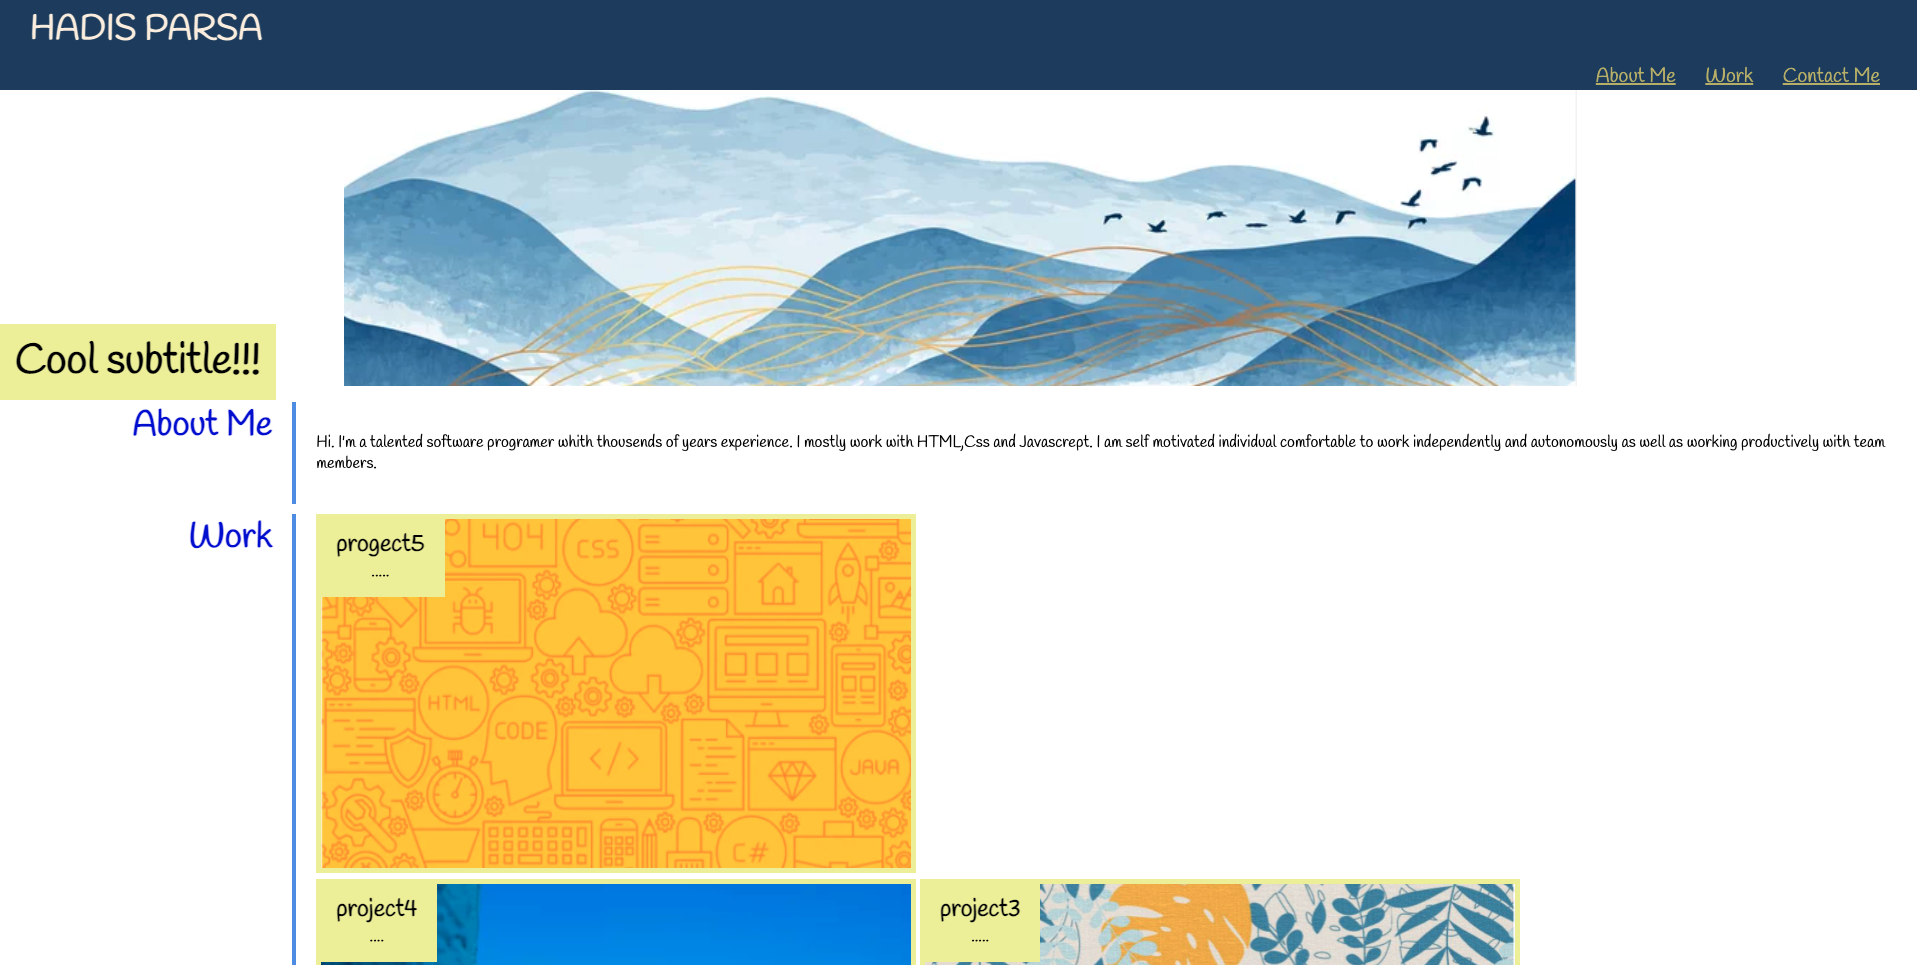 HADIS PARSA
About Me Work Contact Me
Cool subtitle!!!
About Me
Hi. I'm a talented software programer whith thousends of years experience. I mostly work with HTML,Css and Javascrept. I am self motivated individual comfortable to work independently and autonomously as well as working productively with team
members.
Work
progect5
.....
404
CSS
HTML
CODE
</>
JAVA
C#
project4
....
project3
.....